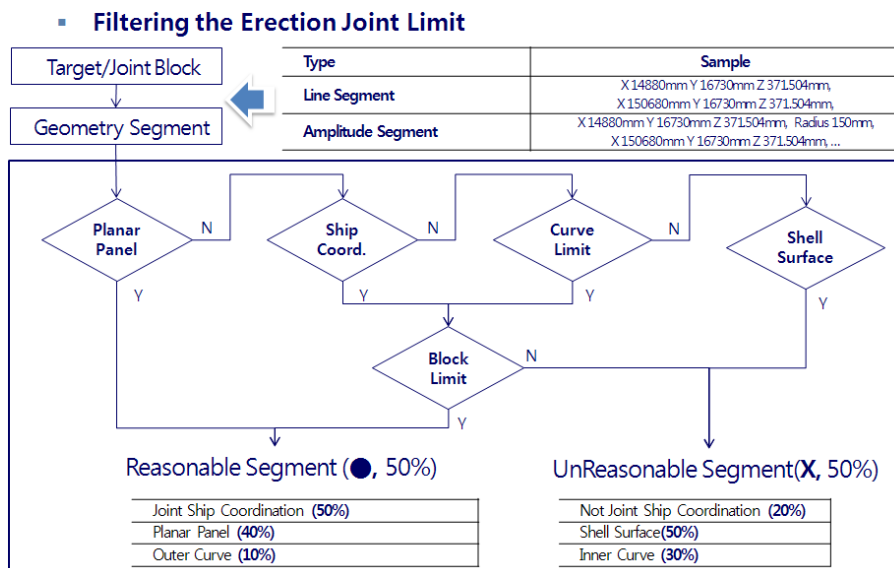 ▪ Filtering the Erection Joint Limit
Target/Joint Block
Geometry Segment
Type Sample
Line Segment
X 14880mm Y 16730mm Z 371.504mm,
X 150680mm Y 16730mm Z 371.504mm,
Amplitude Segment
X 14880mm Y 16730mm Z 371.504mm, Radius 150mm,
X 150680mm Y 16730mm Z 371.504mm, ...
Planar
Panel
N
Ship
Coord.
N
Curve
Limit
N
Shell
Surface
Y
Y
Y
Y
Block
Limit
N
Y
Reasonable Segment (●, 50%)
Joint Ship Coordination (50%)
Planar Panel (40%)
Outer Curve (10%)
UnReasonable Segment(X, 50%)
Not Joint Ship Coordination (20%)
Shell Surface(50%)
Inner Curve (30%)